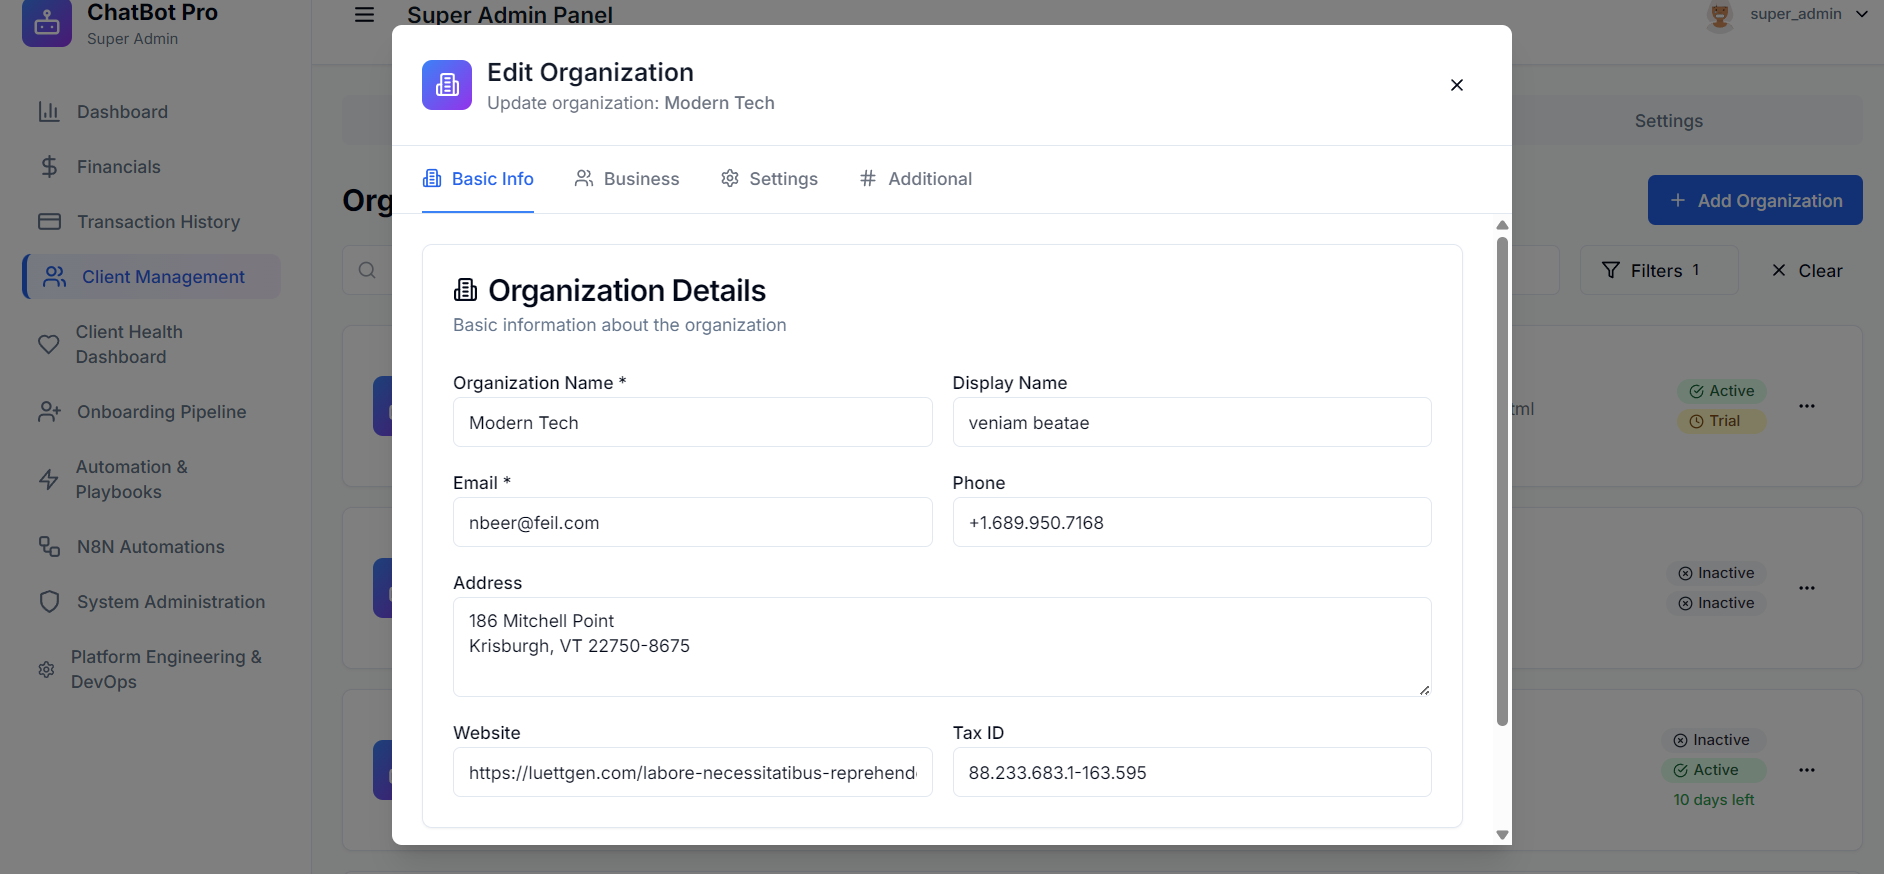 ChatBot Pro
Super Admin
Super Admin Panel
super_admin
Dashboard
Financials
Transaction History
Client Management
Client Health
Dashboard
Onboarding Pipeline
Automation &
Playbooks
N8N Automations
System Administration
Platform Engineering &
DevOps
Settings
Org
+ Add Organization
Filters 1
Clear
tml
Active
Trial
Inactive
Inactive
Inactive
Active
10 days left
Edit Organization
Update organization: Modern Tech
Basic Info
Business
Settings
# Additional
Organization Details
Basic information about the organization
Organization Name * Display Name
Modern Tech veniam beatae
Email * Phone
nbeer@feil.com +1.689.950.7168
Address
186 Mitchell Point
Krisburgh, VT 22750-8675
Website Tax ID
https://luettgen.com/labore-necessitatibus-reprehend 88.233.683.1-163.595